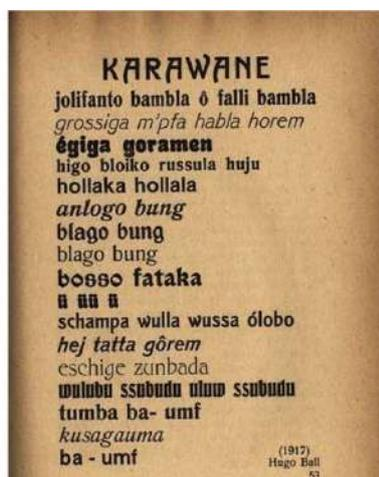 KARAWANE
jolifanto bambla ô falli bambla
grossiga m'pfa habla horem
égiga goramen
higo bloiko russula huju
hollaka hollala
anlogo bung
blago bung
blago bung
bosso fataka
ü üü ü
schampa wulla wussa ólobo
hej tatta gôrem
eschige zunbada
wulubu ssubudu uluw ssubudu
tumba ba- umf
kusagauma
ba - umf
(1917)
Hugo Ball
53